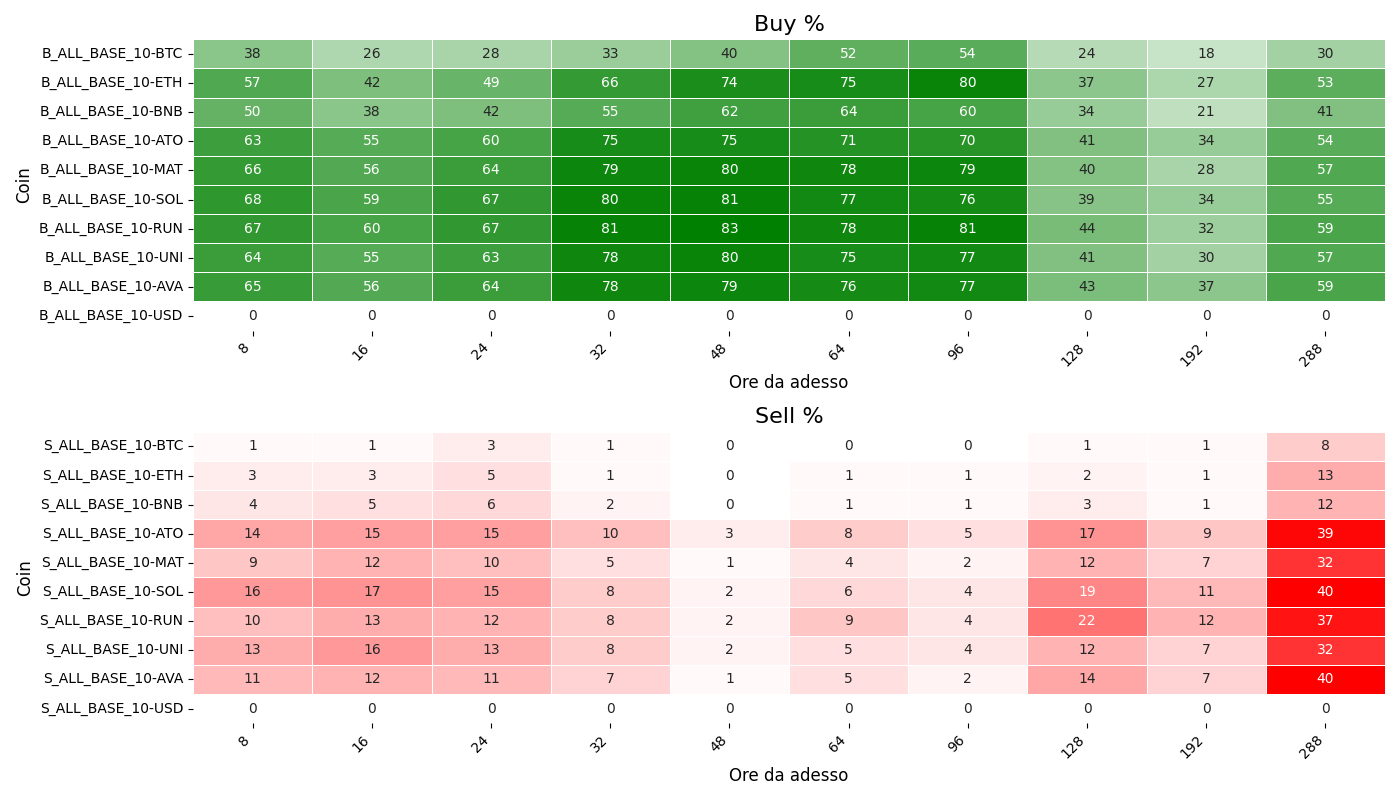 Buy %
Coin
B_ALL_BASE_10-BTC 38 26 28 33 40 52 54 24 18 30
B_ALL_BASE_10-ETH 57 42 49 66 74 75 80 37 27 53
B_ALL_BASE_10-BNB 50 38 42 55 62 64 60 34 21 41
B_ALL_BASE_10-ATO 63 55 60 75 75 71 70 41 34 54
B_ALL_BASE_10-MAT 66 56 64 79 80 78 79 40 28 57
B_ALL_BASE_10-SOL 68 59 67 80 81 77 76 39 34 55
B_ALL_BASE_10-RUN 67 60 67 81 83 78 81 44 32 59
B_ALL_BASE_10-UNI 64 55 63 78 80 75 77 41 30 57
B_ALL_BASE_10-AVA 65 56 64 78 79 76 77 43 37 59
B_ALL_BASE_10-USD 0 0 0 0 0 0 0 0 0 0
8 16 24 32 48 64 96 128 192 288
Ore da adesso
Sell %
Coin
S_ALL_BASE_10-BTC 1 1 3 1 0 0 0 1 1 8
S_ALL_BASE_10-ETH 3 3 5 1 0 1 1 2 1 13
S_ALL_BASE_10-BNB 4 5 6 2 0 1 1 3 1 12
S_ALL_BASE_10-ATO 14 15 15 10 3 8 5 17 9 39
S_ALL_BASE_10-MAT 9 12 10 5 1 4 2 12 7 32
S_ALL_BASE_10-SOL 16 17 15 8 2 6 4 19 11 40
S_ALL_BASE_10-RUN 10 13 12 8 2 9 4 22 12 37
S_ALL_BASE_10-UNI 13 16 13 8 2 5 4 12 7 32
S_ALL_BASE_10-AVA 11 12 11 7 1 5 2 14 7 40
S_ALL_BASE_10-USD 0 0 0 0 0 0 0 0 0 0
8 16 24 32 48 64 96 128 192 288
Ore da adesso